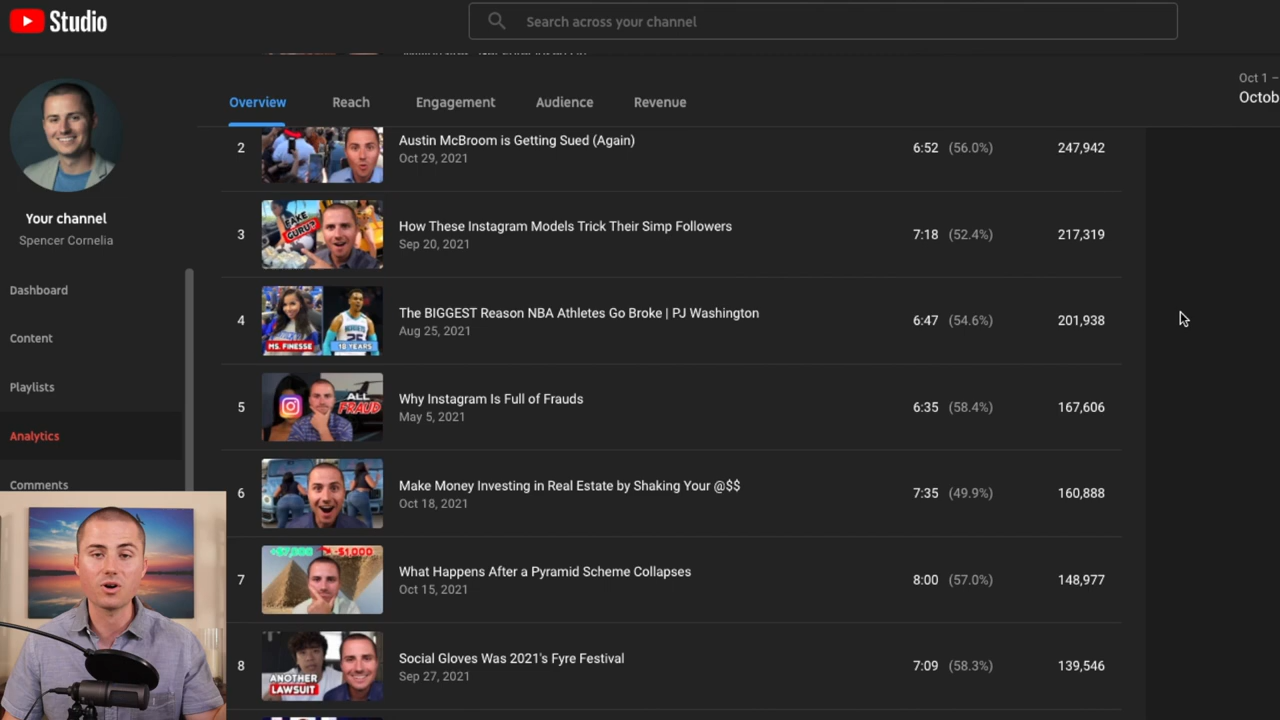 Studio
Search across your channel
Oct 1 –
Octob
Overview
Reach
Engagement
Audience
Revenue
Your channel
Spencer Cornelia
Dashboard
Content
Playlists
Analytics
Comments
2
Austin McBroom is Getting Sued (Again)
Oct 29, 2021
6:52 (56.0%)
247,942
3
FAKE
GURU?
How These Instagram Models Trick Their Simp Followers
Sep 20, 2021
7:18 (52.4%)
217,319
4
MS. FINESSE
18 YEARS
The BIGGEST Reason NBA Athletes Go Broke | PJ Washington
Aug 25, 2021
6:47 (54.6%)
201,938
5
ALL
FRAUD
Why Instagram Is Full of Frauds
May 5, 2021
6:35 (58.4%)
167,606
6
Make Money Investing in Real Estate by Shaking Your @$$
Oct 18, 2021
7:35 (49.9%)
160,888
7
What Happens After a Pyramid Scheme Collapses
Oct 15, 2021
8:00 (57.0%)
148,977
8
ANOTHER
LAWSUIT
Social Gloves Was 2021's Fyre Festival
Sep 27, 2021
7:09 (58.3%)
139,546